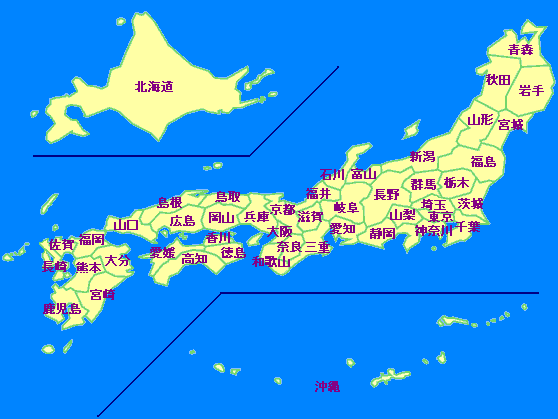 北海道
青森
秋田
岩手
山形
宮城
新潟
福島
石川
富山
群馬
栃木
福井
長野
埼玉
茨城
岐阜
山梨
東京
千葉
神奈川
静岡
愛知
島根
鳥取
京都
滋賀
山口
広島
岡山
兵庫
大阪
奈良
三重
和歌山
香川
徳島
愛媛
高知
福岡
佐賀
長崎
熊本
大分
宮崎
鹿児島
沖縄